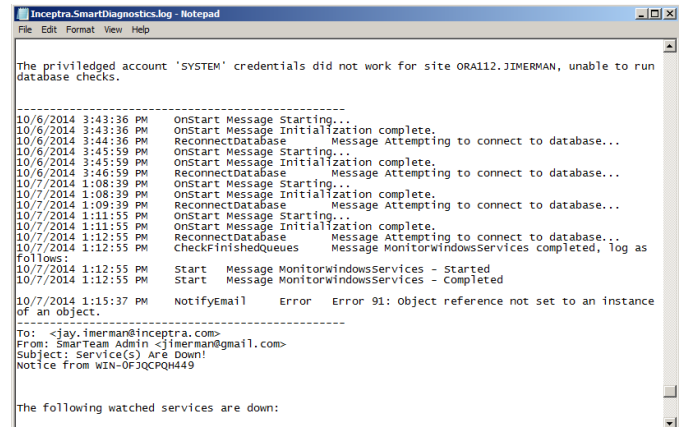 Inceptra.SmartDiagnostics.log - Notepad
File Edit Format View Help
The priviledged account 'SYSTEM' credentials did not work for site ORA112.JIMERMAN, unable to run
database checks.
------------------------------------------------
10/6/2014 3:43:36 PM OnStart Message Starting...
10/6/2014 3:43:36 PM OnStart Message Initialization complete.
10/6/2014 3:44:36 PM ReconnectDatabase Message Attempting to connect to database...
10/6/2014 3:45:59 PM OnStart Message Starting...
10/6/2014 3:45:59 PM OnStart Message Initialization complete.
10/6/2014 3:46:59 PM ReconnectDatabase Message Attempting to connect to database...
10/7/2014 1:08:39 PM OnStart Message Starting...
10/7/2014 1:08:39 PM OnStart Message Initialization complete.
10/7/2014 1:09:39 PM ReconnectDatabase Message Attempting to connect to database...
10/7/2014 1:11:55 PM OnStart Message Starting...
10/7/2014 1:11:55 PM OnStart Message Initialization complete.
10/7/2014 1:12:55 PM ReconnectDatabase Message Attempting to connect to database...
10/7/2014 1:12:55 PM CheckFinishedQueues Message MonitorWindowsServices completed, log as
follows:
10/7/2014 1:12:55 PM Start Message MonitorWindowsServices - Started
10/7/2014 1:12:55 PM Start Message MonitorWindowsServices - Completed
10/7/2014 1:15:37 PM NotifyEmail Error Error 91: Object reference not set to an instance
of an object.
------------------------------------------------
To: <jay.imerman@inceptra.com>
From: SmarTeam Admin <jimerman@gmail.com>
Subject: Service(s) Are Down!
Notice from WIN-0FJQCPQH449
The following watched services are down: